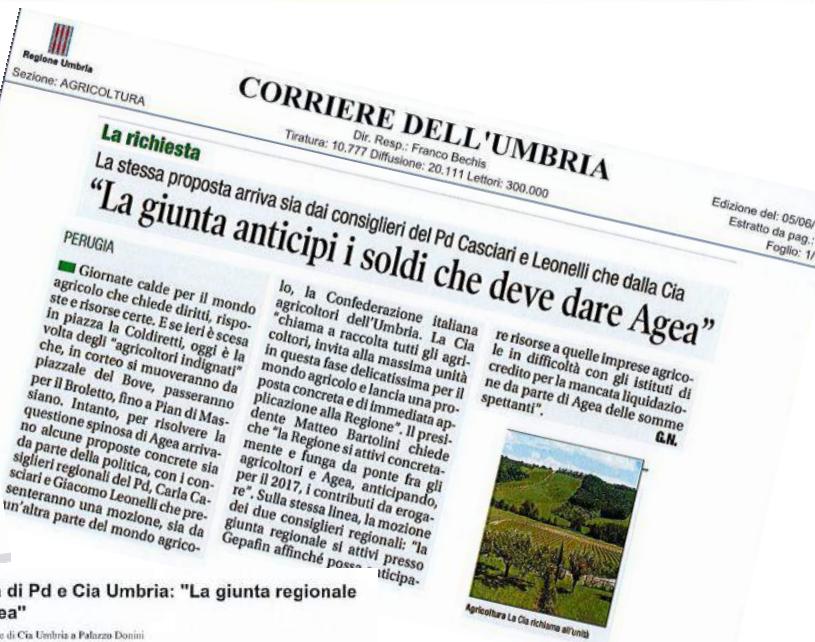 Regione Umbria
Sezione: AGRICOLTURA
CORRIERE DELL'UMBRIA
Dir. Resp.: Franco Bechis
Tiratura: 10.777 Diffusione: 20.111 Lettori: 300.000
Edizione del: 05/06/
Estratto da pag.:
Foglio: 1/
La richiesta
La stessa proposta arriva sia dai consiglieri del Pd Casciari e Leonelli che dalla Cia
“La giunta anticipi i soldi che deve dare Agea”
PERUGIA
Giornate calde per il mondo
agricolo che chiede diritti, rispo-
ste e risorse certe. E se ieri è scesa
in piazza la Coldiretti, oggi è la
volta degli "agricoltori indignati"
che, in corteo si muoveranno da
piazzale del Bove, passeranno
per il Broletto, fino a Pian di Mas-
siano. Intanto, per risolvere la
questione spinosa di Agea arriva-
no alcune proposte concrete sia
da parte della politica, con i con-
siglieri regionali del Pd, Carla Ca-
sciari e Giacomo Leonelli che pre-
senteranno una mozione, sia da
un'altra parte del mondo agrico-
lo, la Confederazione italiana
agricoltori dell'Umbria. La Cia
"chiama a raccolta tutti gli agri-
coltori, invita alla massima unità
in questa fase delicatissima per il
mondo agricolo e lancia una pro-
posta concreta e di immediata ap-
plicazione alla Regione". Il presi-
dente Matteo Bartolini chiede
che "la Regione si attivi concreta-
mente e funga da ponte fra gli
agricoltori e Agea, anticipando,
per il 2017, i contributi da eroga-
re". Sulla stessa linea, la mozione
dei due consiglieri regionali: "la
giunta regionale si attivi presso
Gepafin affinché possa anticipa-
re risorse a quelle imprese agrico-
le in difficoltà con gli istituti di
credito per la mancata liquidazio-
ne da parte di Agea delle somme
spettanti".
G.N.
Agricoltura La Cia richiama all'unità
di Pd e Cia Umbria: "La giunta regionale
ea"
e di Cia Umbria a Palazzo Donini